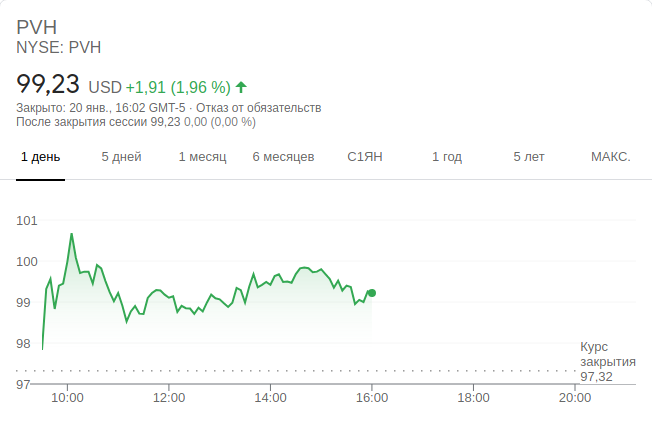 PVH
NYSE: PVH
99,23 USD +1,91 (1,96 %)
Закрыто: 20 янв., 16:02 GMT-5 · Отказ от обязательств
После закрытия сессии 99,23 0,00 (0,00 %)
1 день 5 дней 1 месяц 6 месяцев С1ЯН 1 год 5 лет МАКС.
101
100
99
98
Курс
закрытия
97,32
97
10:00 12:00 14:00 16:00 18:00 20:00